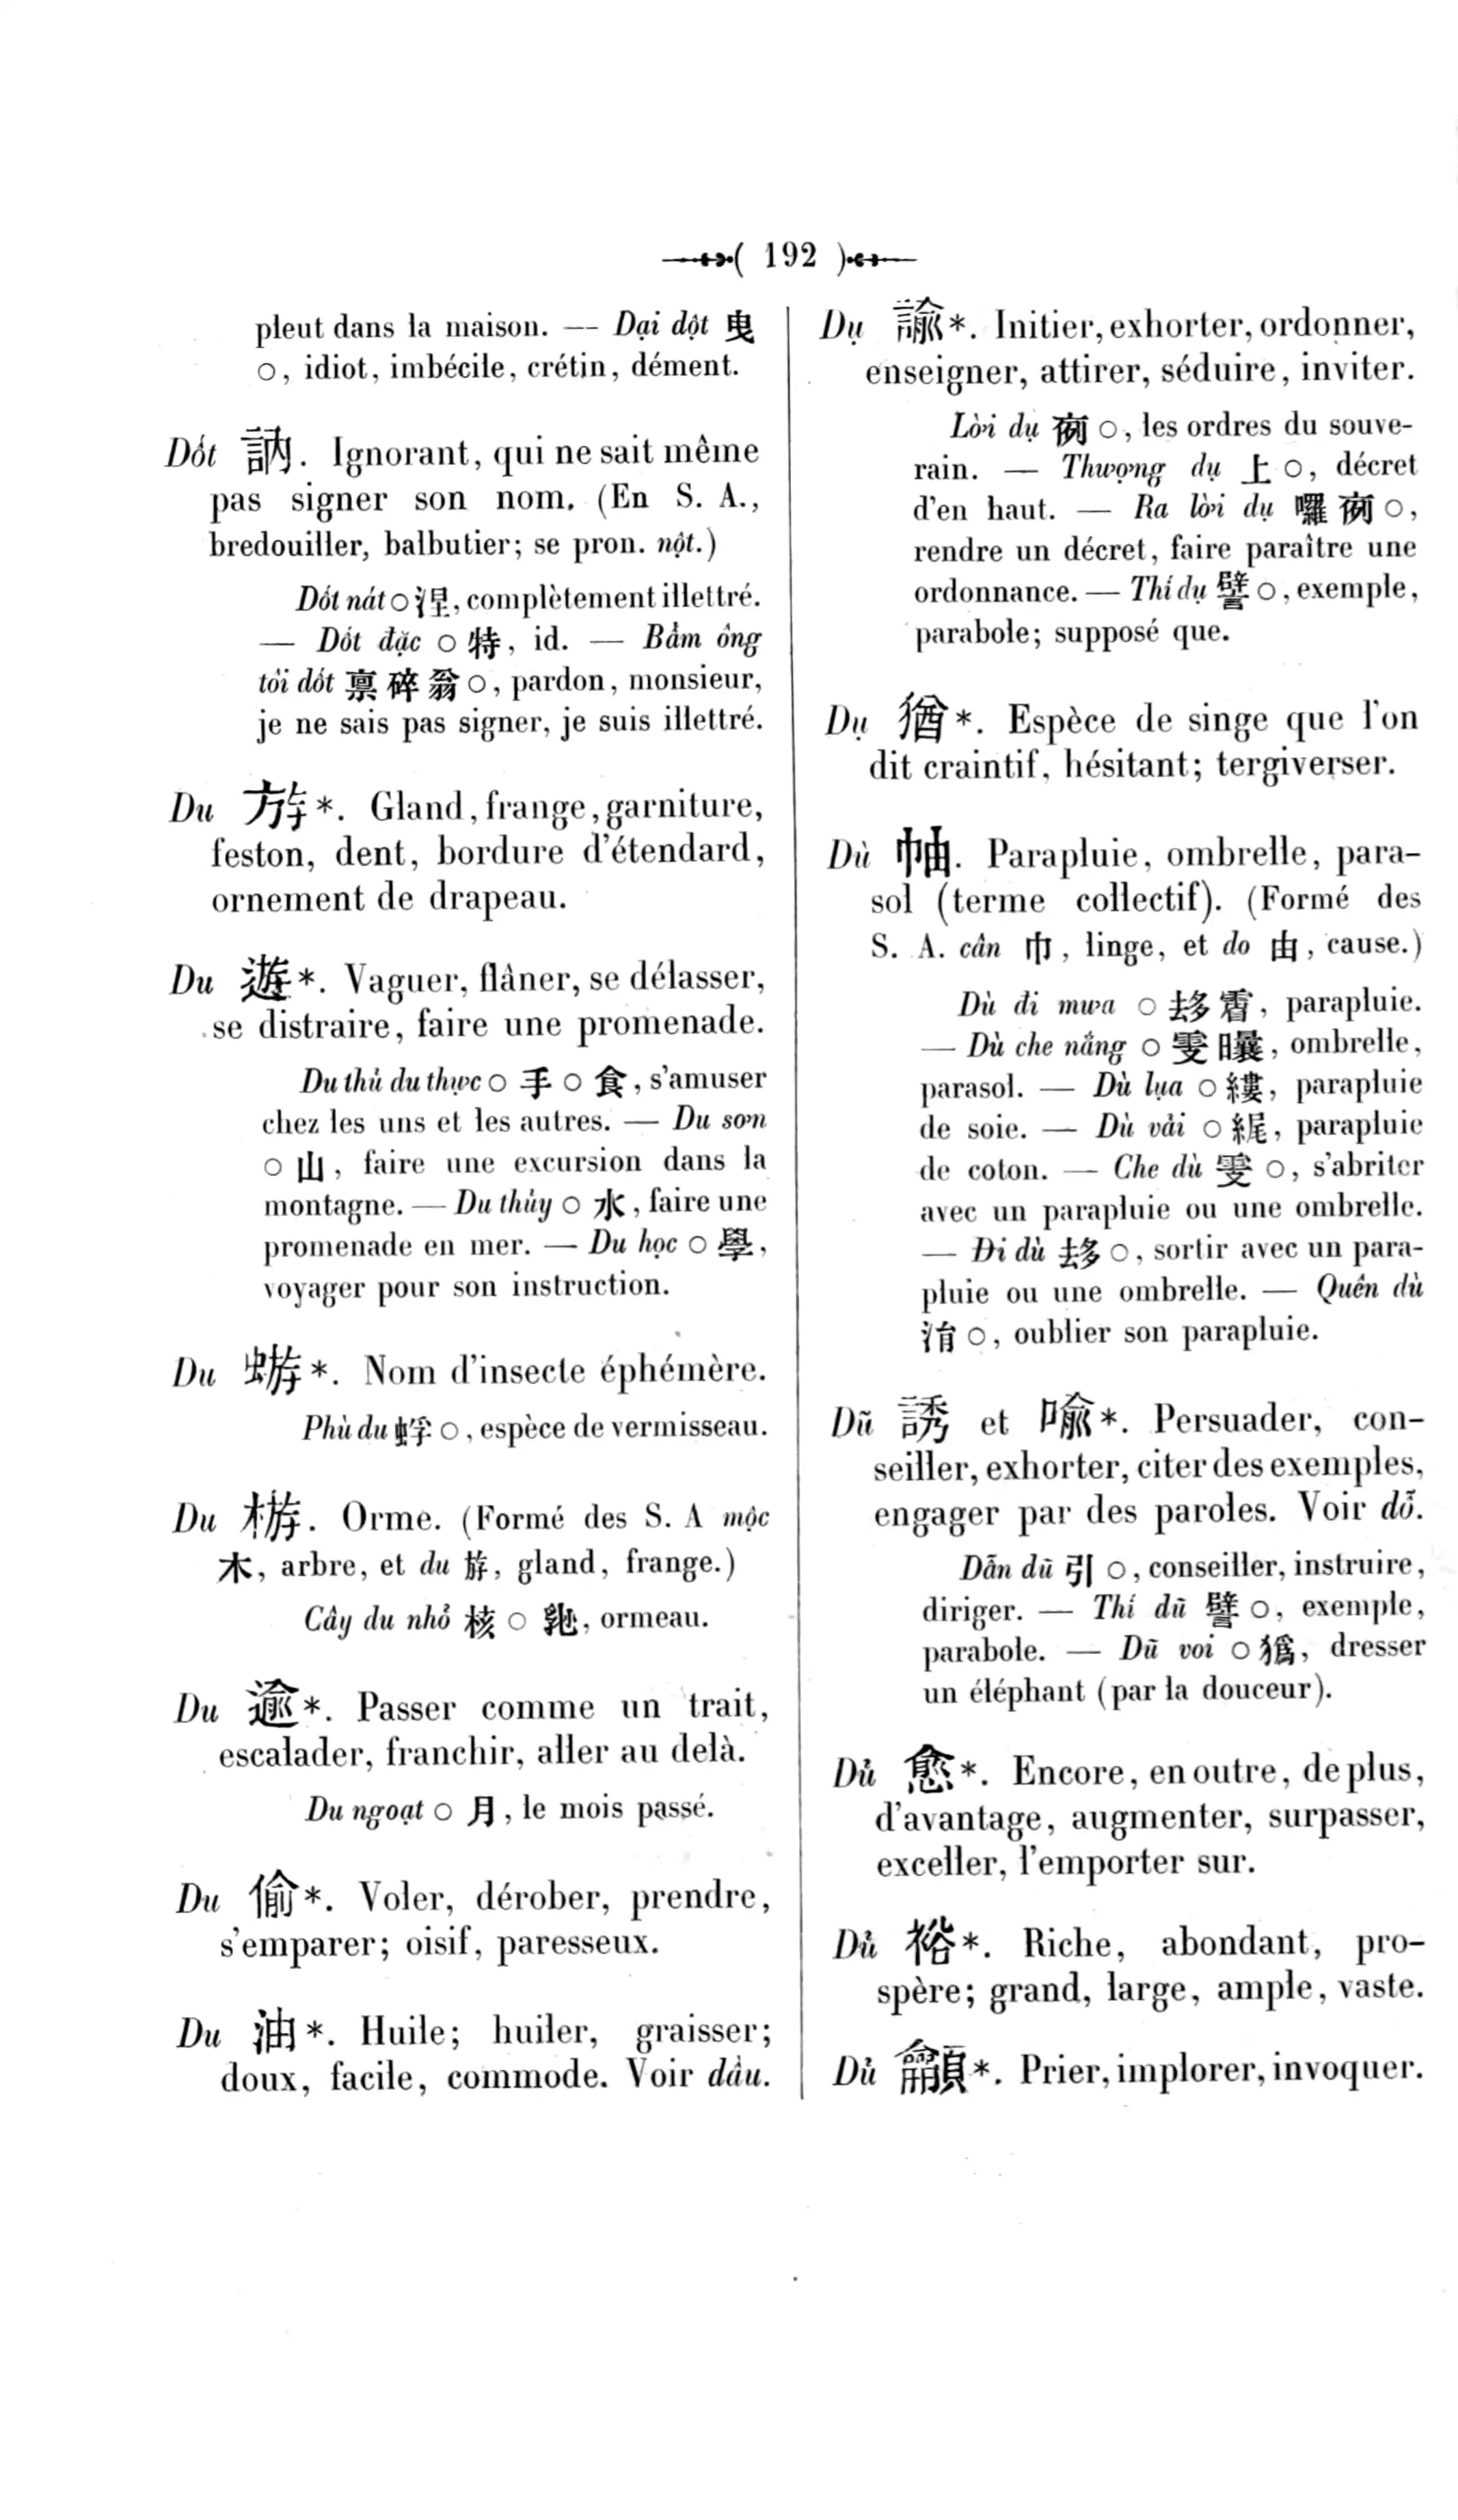 ( 192 )
pleut dans la maison. — Dại dột 曳
○, idiot, imbécile, crétin, dément.
Dốt 訥. Ignorant, qui ne sait même
pas signer son nom. (En S. A.,
bredouiller, balbutier; se pron. nột.)
Dốt nát ○ 湼, complètement illettré.
— Dốt đặc ○ 特, id. — Bẩm ông
tôi dốt 禀 碎 翁 ○, pardon, monsieur,
je ne sais pas signer, je suis illettré.
Du 斿*. Gland, frange, garniture,
feston, dent, bordure d'étendard,
ornement de drapeau.
Du 遊*. Vaguer, flâner, se délasser,
se distraire, faire une promenade.
Du thủ du thực ○ 手 ○ 食, s'amuser
chez les uns et les autres. — Du sơn
○ 山, faire une excursion dans la
montagne. — Du thủy ○ 水, faire une
promenade en mer. — Du học ○ 學,
voyager pour son instruction.
Du 蝣*. Nom d'insecte éphémère.
Phù du 蜉 ○, espèce de vermisseau.
Du. Orme. (Formé des S. A mộc
木, arbre, et du 斿, gland, frange.)
Cây du nhỏ 核 ○, ormeau.
Du 逾*. Passer comme un trait,
escalader, franchir, aller au delà.
Du ngoạt ○ 月, le mois passé.
Du 偷*. Voler, dérober, prendre,
s'emparer; oisif, paresseux.
Du 油*. Huile; huiler, graisser;
doux, facile, commode. Voir dầu.
Dụ 諭*. Initier, exhorter, ordonner,
enseigner, attirer, séduire, inviter.
Lời dụ ○, les ordres du souve-
rain. — Thượng dụ 上 ○, décret
d'en haut. — Ra lời dụ 囉 ○,
rendre un décret, faire paraître une
ordonnance. — Thí dụ 譬 ○, exemple,
parabole; supposé que.
Dụ 猶*. Espèce de singe que l'on
dit craintif, hésitant; tergiverser.
Dù 㠼. Parapluie, ombrelle, para-
sol (terme collectif). (Formé des
S. A. cân 巾, linge, et do 由, cause.)
Dù đi mưa ○ 𠫾, parapluie.
— Dù che nắng ○ 雯 曩, ombrelle,
parasol. — Dù lụa ○ 縷, parapluie
de soie. — Dù vải ○ 䋿, parapluie
de coton. — Che dù 雯 ○, s'abriter
avec un parapluie ou une ombrelle.
— Đi dù 𠫾 ○, sortir avec un para-
pluie ou une ombrelle. — Quên dù
○, oublier son parapluie.
Dũ 誘 et 喻*. Persuader, con-
seiller, exhorter, citer des exemples,
engager par des paroles. Voir dỗ.
Dẫn dũ 引 ○, conseiller, instruire,
diriger. — Thí dũ 譬 ○, exemple,
parabole. — Dũ voi ○, dresser
un éléphant (par la douceur).
Dủ 愈*. Encore, en outre, de plus,
d'avantage, augmenter, surpasser,
exceller, l'emporter sur.
Dủ 裕*. Riche, abondant, pro-
spère; grand, large, ample, vaste.
Dủ 籲*. Prier, implorer, invoquer.